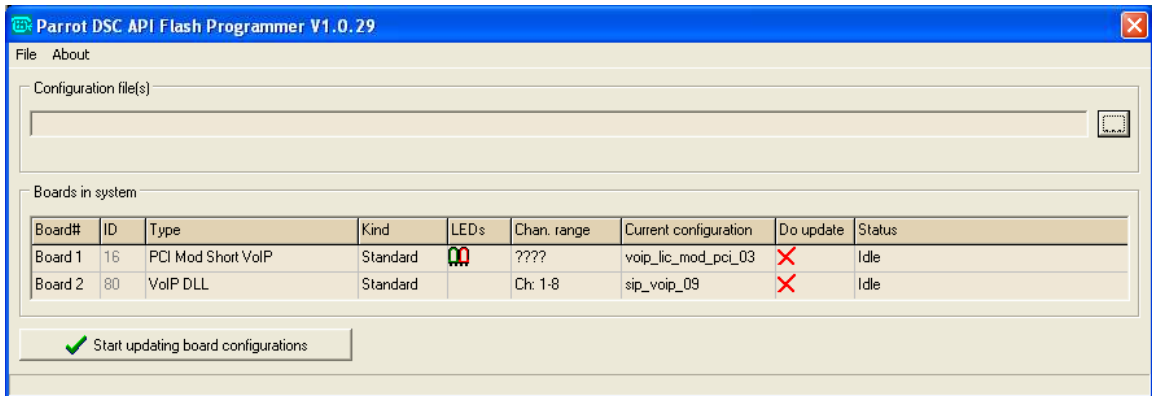 Parrot DSC API Flash Programmer V1.0.29
File About
Configuration file(s)
...
Boards in system
Board# ID Type Kind LEDs Chan. range Current configuration Do update Status
Board 1 16 PCI Mod Short VoIP Standard ???? voip_lic_mod_pci_03 Idle
Board 2 80 VoIP DLL Standard Ch: 1-8 sip_voip_09 Idle
Start updating board configurations